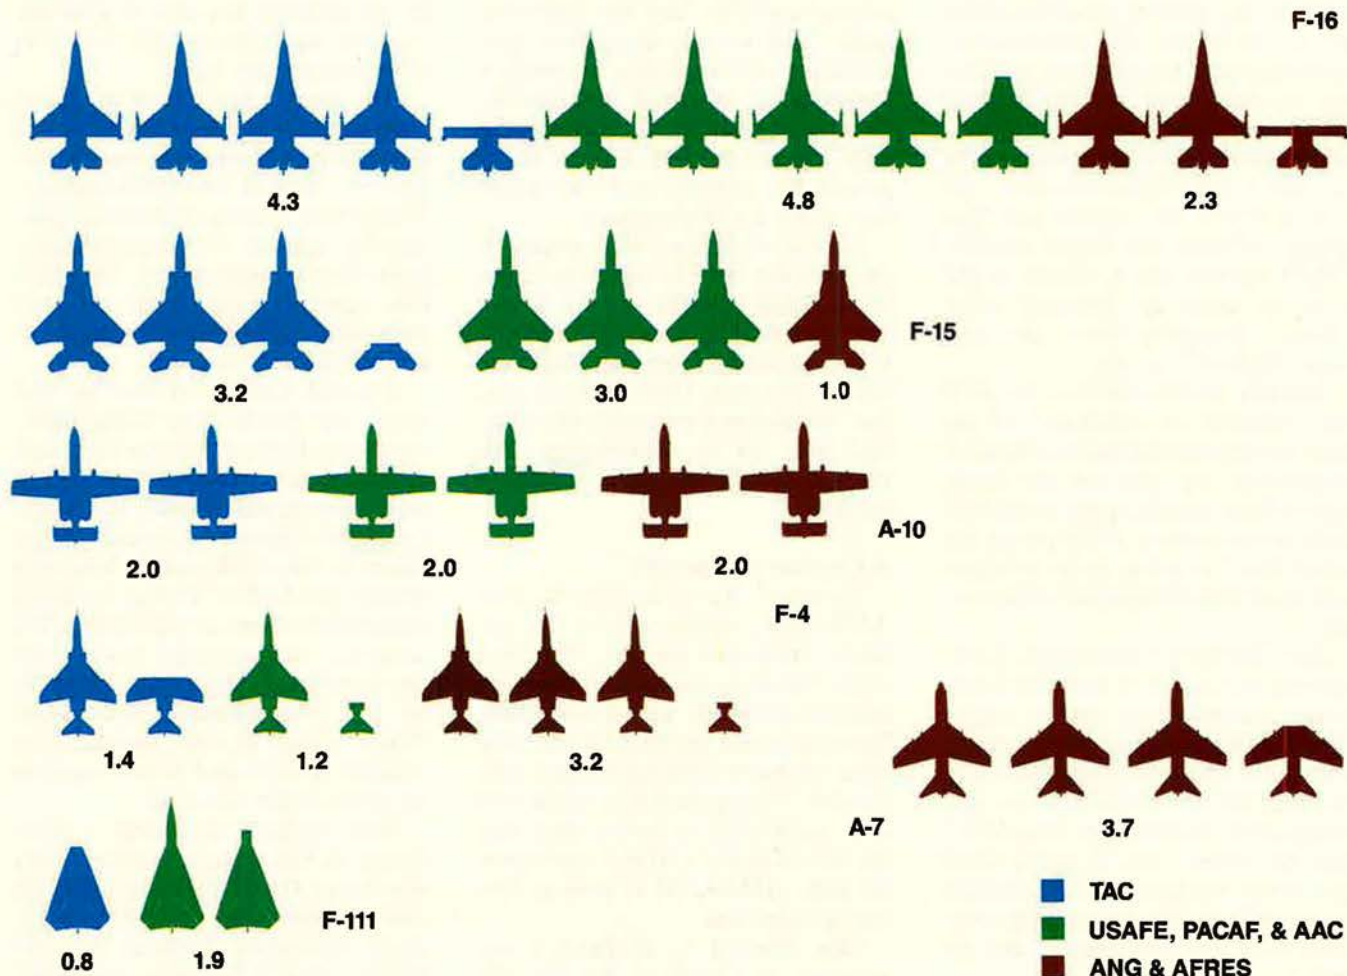 F-16
4.3 4.8 2.3
F-15
3.2 3.0 1.0
A-10
2.0 2.0 2.0
F-4
1.4 1.2 3.2
A-7 3.7
F-111
0.8 1.9
TAC
USAFE, PACAF, & AAC
ANG & AFRES